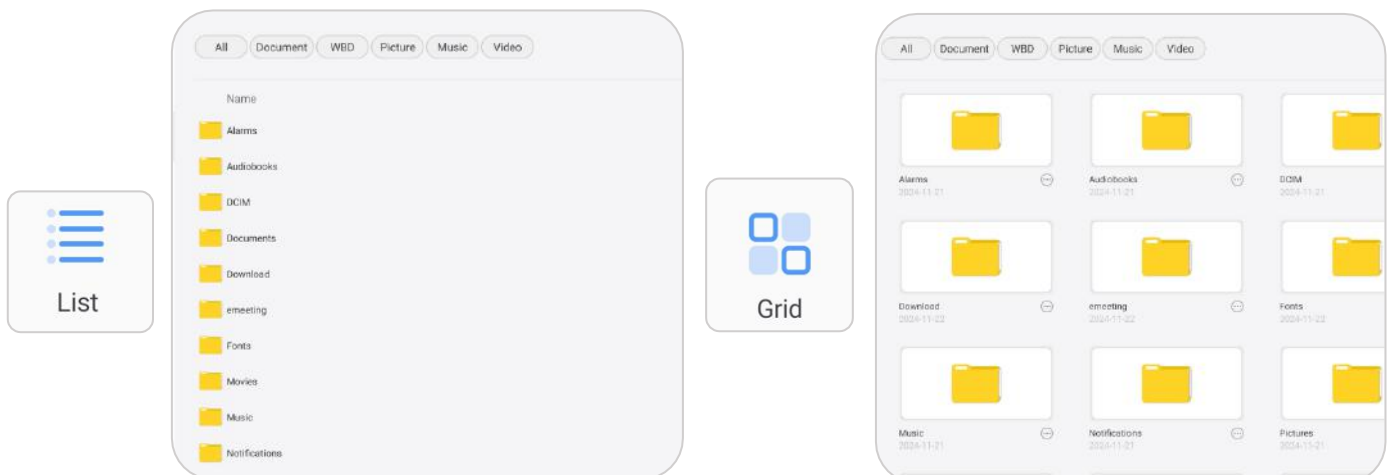 All Document WBD Picture Music Video
Name
Alarms
Audiobooks
DCIM
Documents
Download
emeeting
Fonts
Movies
Music
Notifications
List
All Document WBD Picture Music Video
Alarms Audiobooks DCIM
2024-11-21 2024-11-21 2024-11-21
Download emeeting Fonts
2024-11-22 2024-11-22 2024-11-22
Music Notifications Pictures
2024-11-21 2024-11-21 2024-11-21
Grid